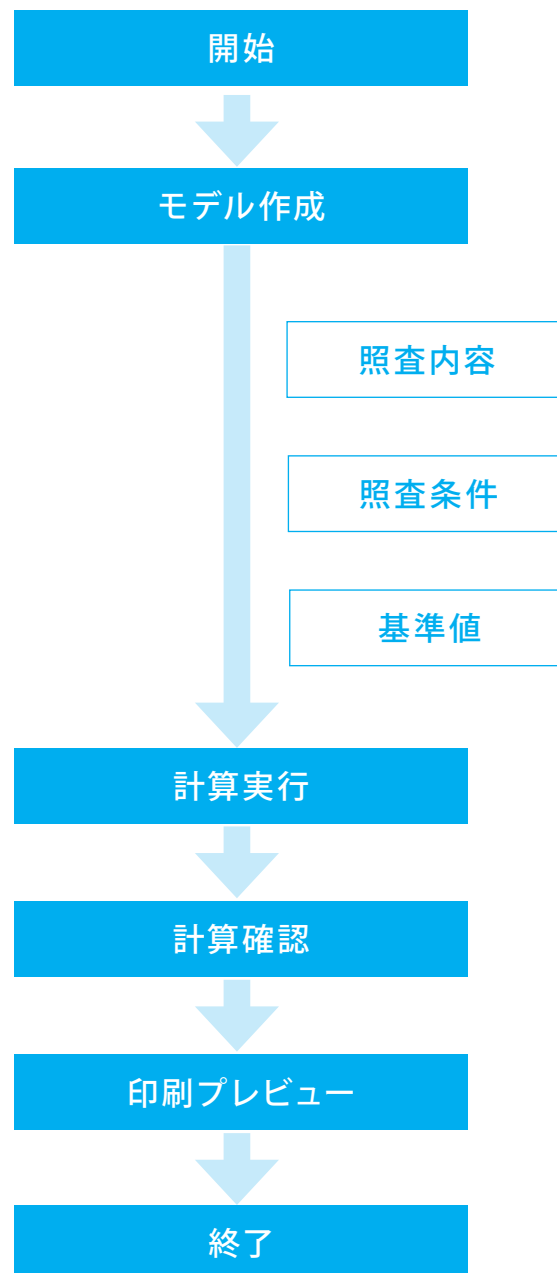 開始
モデル作成
照査内容
照査条件
基準値
計算実行
計算確認
印刷プレビュー
終了